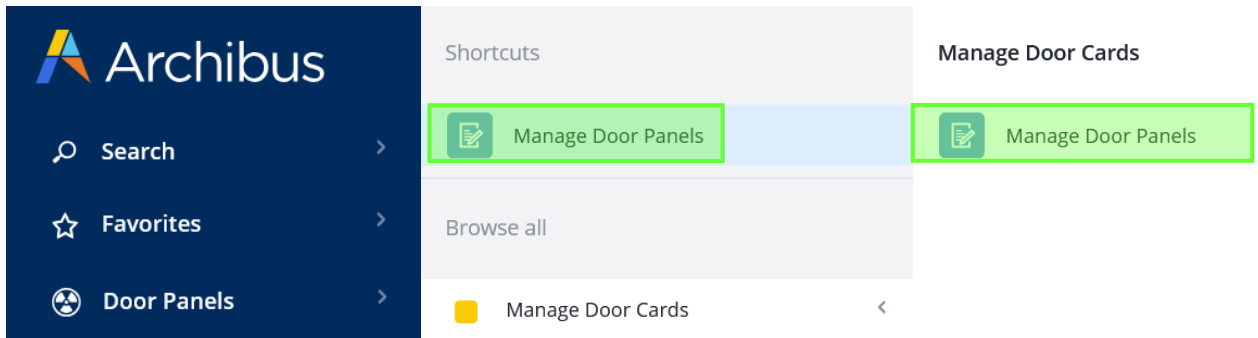 Archibus
Search
Favorites
Door Panels
Shortcuts
Manage Door Panels
Browse all
Manage Door Cards
Manage Door Cards
Manage Door Panels